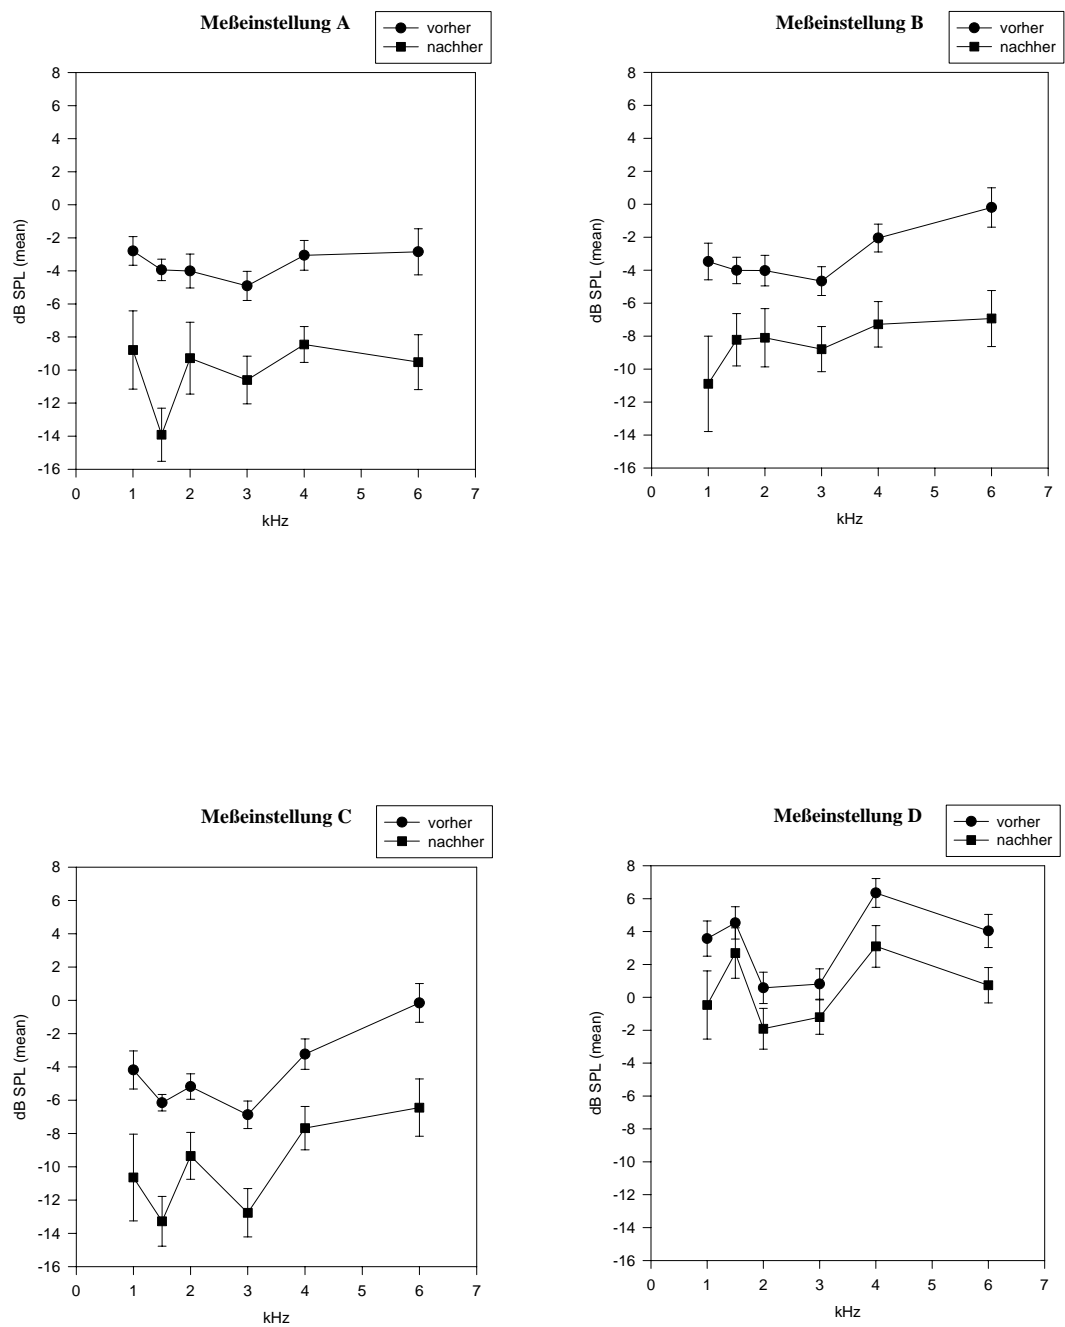 Meßeinstellung A
vorher
nachher
8
6
4
2
0
-2
-4
-6
-8
-10
-12
-14
-16
dB SPL (mean)
0 1 2 3 4 5 6 7
kHz
Meßeinstellung B
vorher
nachher
8
6
4
2
0
-2
-4
-6
-8
-10
-12
-14
-16
dB SPL (mean)
0 1 2 3 4 5 6 7
kHz
Meßeinstellung C
vorher
nachher
8
6
4
2
0
-2
-4
-6
-8
-10
-12
-14
-16
dB SPL (mean)
0 1 2 3 4 5 6 7
kHz
Meßeinstellung D
vorher
nachher
8
6
4
2
0
-2
-4
-6
-8
-10
-12
-14
-16
dB SPL (mean)
0 1 2 3 4 5 6 7
kHz